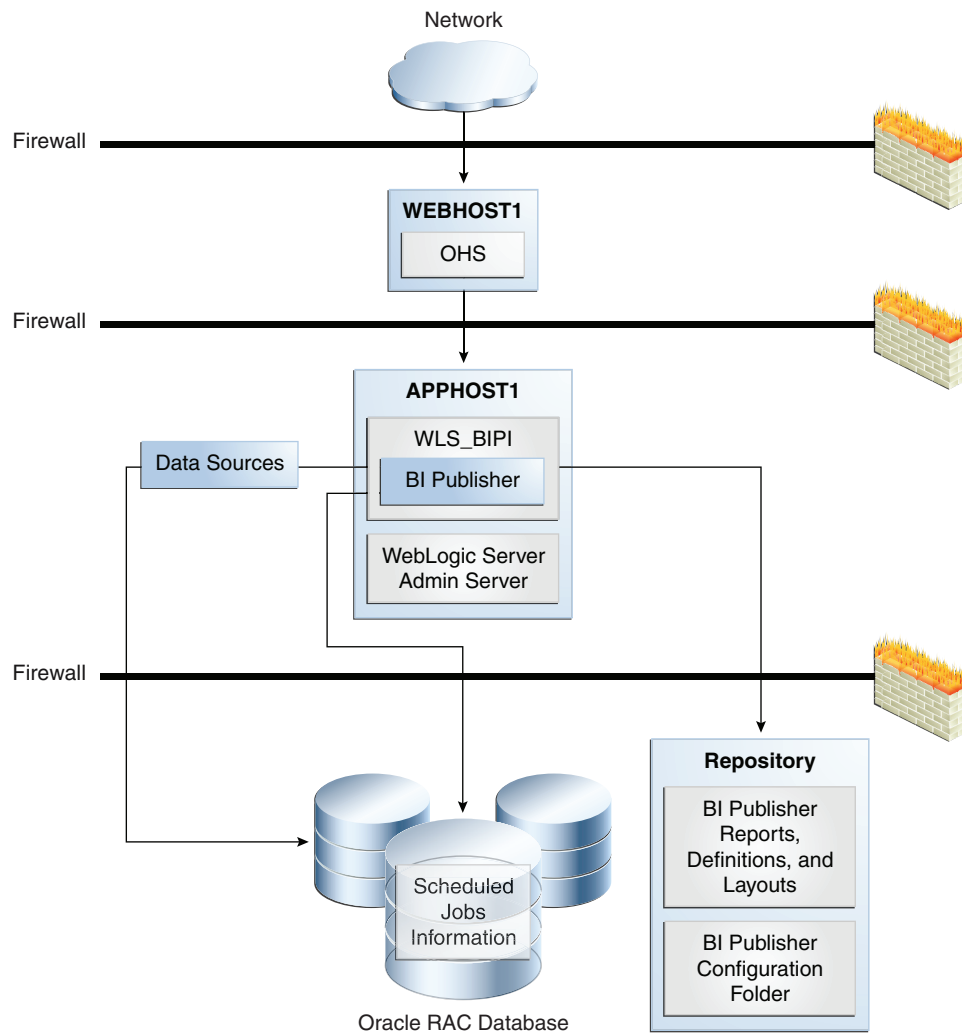 Network
Firewall
WEBHOST1
OHS
Firewall
APPHOST1
WLS_BIPI
Data Sources
BI Publisher
WebLogic Server
Admin Server
Firewall
Repository
BI Publisher
Reports,
Definitions, and
Layouts
Scheduled
Jobs
Information
BI Publisher
Configuration
Folder
Oracle RAC Database